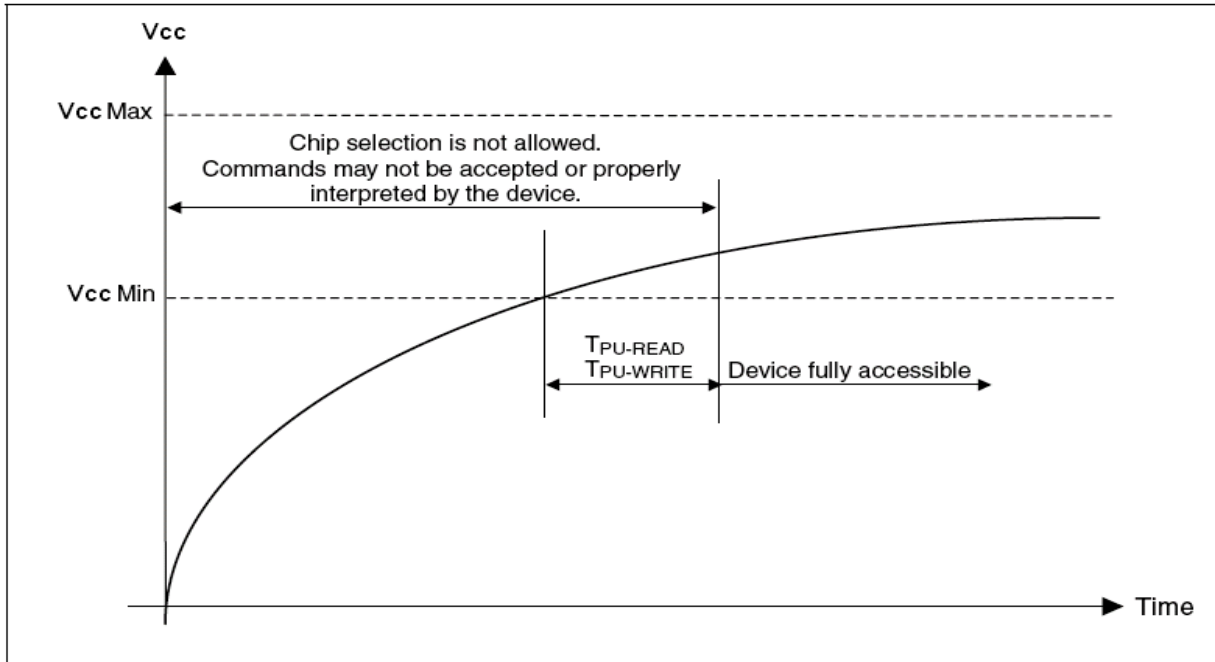 Vcc
Vcc Max
Chip selection is not allowed.
Commands may not be accepted or properly
interpreted by the device.
Vcc Min
TPU-READ
TPU-WRITE
Device fully accessible
Time